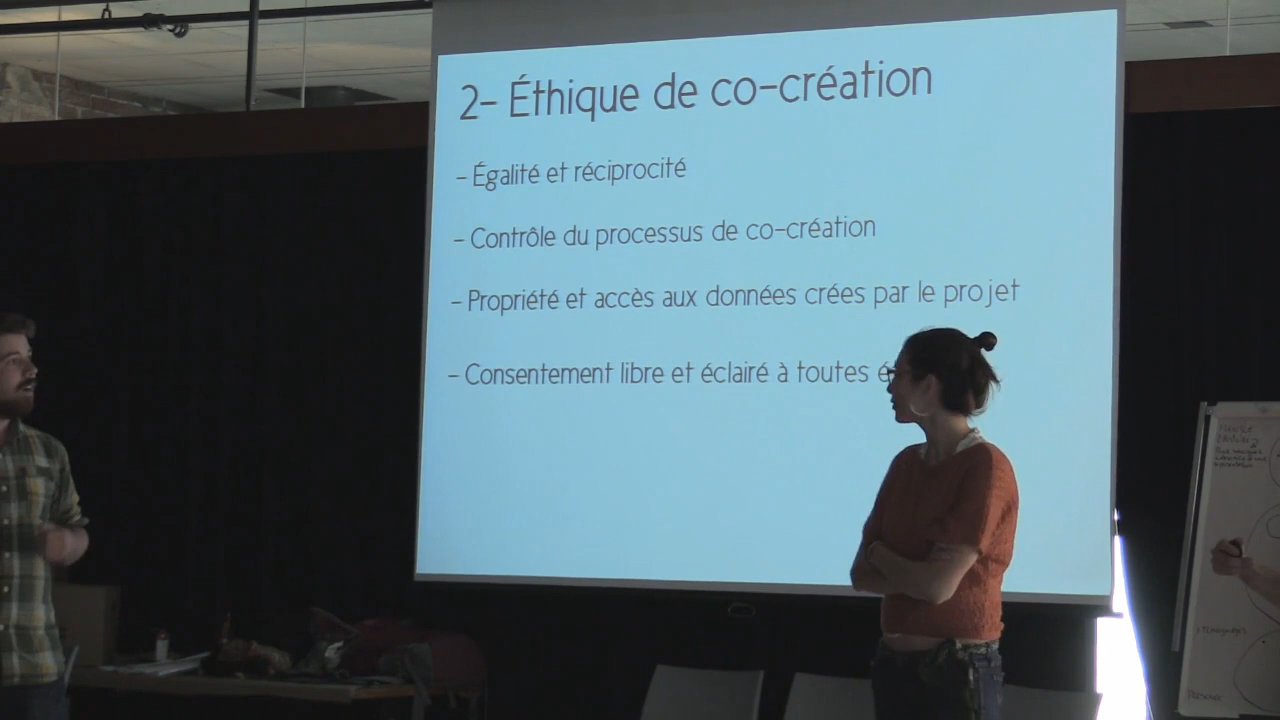 2- Éthique de co-création
- Égalité et réciprocité
- Contrôle du processus de co-création
- Propriété et accès aux données crées par le projet
- Consentement libre et éclairé à toutes é